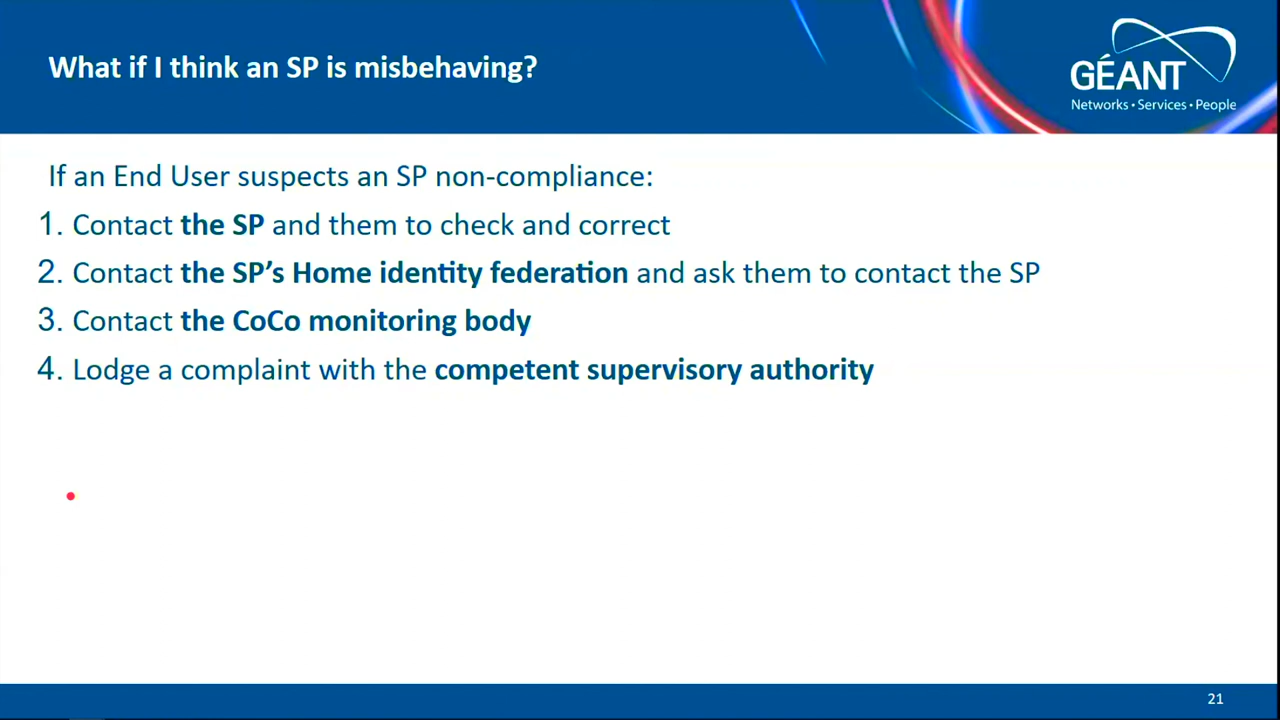 What if I think an SP is misbehaving?
GÉANT
Networks • Services • People
If an End User suspects an SP non-compliance:
1. Contact the SP and them to check and correct
2. Contact the SP’s Home identity federation and ask them to contact the SP
3. Contact the CoCo monitoring body
4. Lodge a complaint with the competent supervisory authority
21